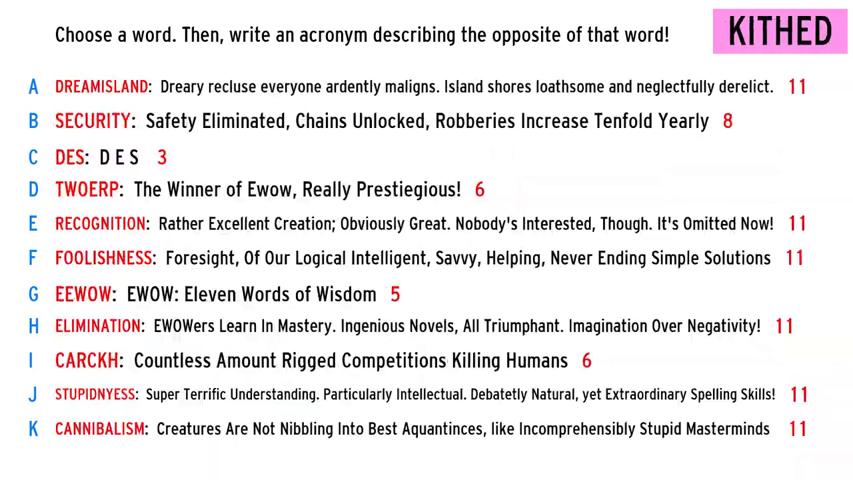 Choose a word. Then, write an acronym describing the opposite of that word!
KITHED
A DREAMISLAND: Dreary recluse everyone ardently maligns. Island shores loathsome and neglectfully derelict. 11
B SECURITY: Safety Eliminated, Chains Unlocked, Robberies Increase Tenfold Yearly 8
C DES: D E S 3
D TWOERP: The Winner of Ewow, Really Prestiegious! 6
E RECOGNITION: Rather Excellent Creation; Obviously Great. Nobody's Interested, Though. It's Omitted Now! 11
F FOOLISHNESS: Foresight, Of Our Logical Intelligent, Savvy, Helping, Never Ending Simple Solutions 11
G EEWOW: EWOW: Eleven Words of Wisdom 5
H ELIMINATION: EWOWers Learn In Mastery. Ingenious Novels, All Triumphant. Imagination Over Negativity! 11
I CARCKH: Countless Amount Rigged Competitions Killing Humans 6
J STUPIDNYESS: Super Terrific Understanding. Particularly Intellectual. Debatetly Natural, yet Extraordinary Spelling Skills! 11
K CANNIBALISM: Creatures Are Not Nibbling Into Best Aquantinces, like Incomprehensibly Stupid Masterminds 11